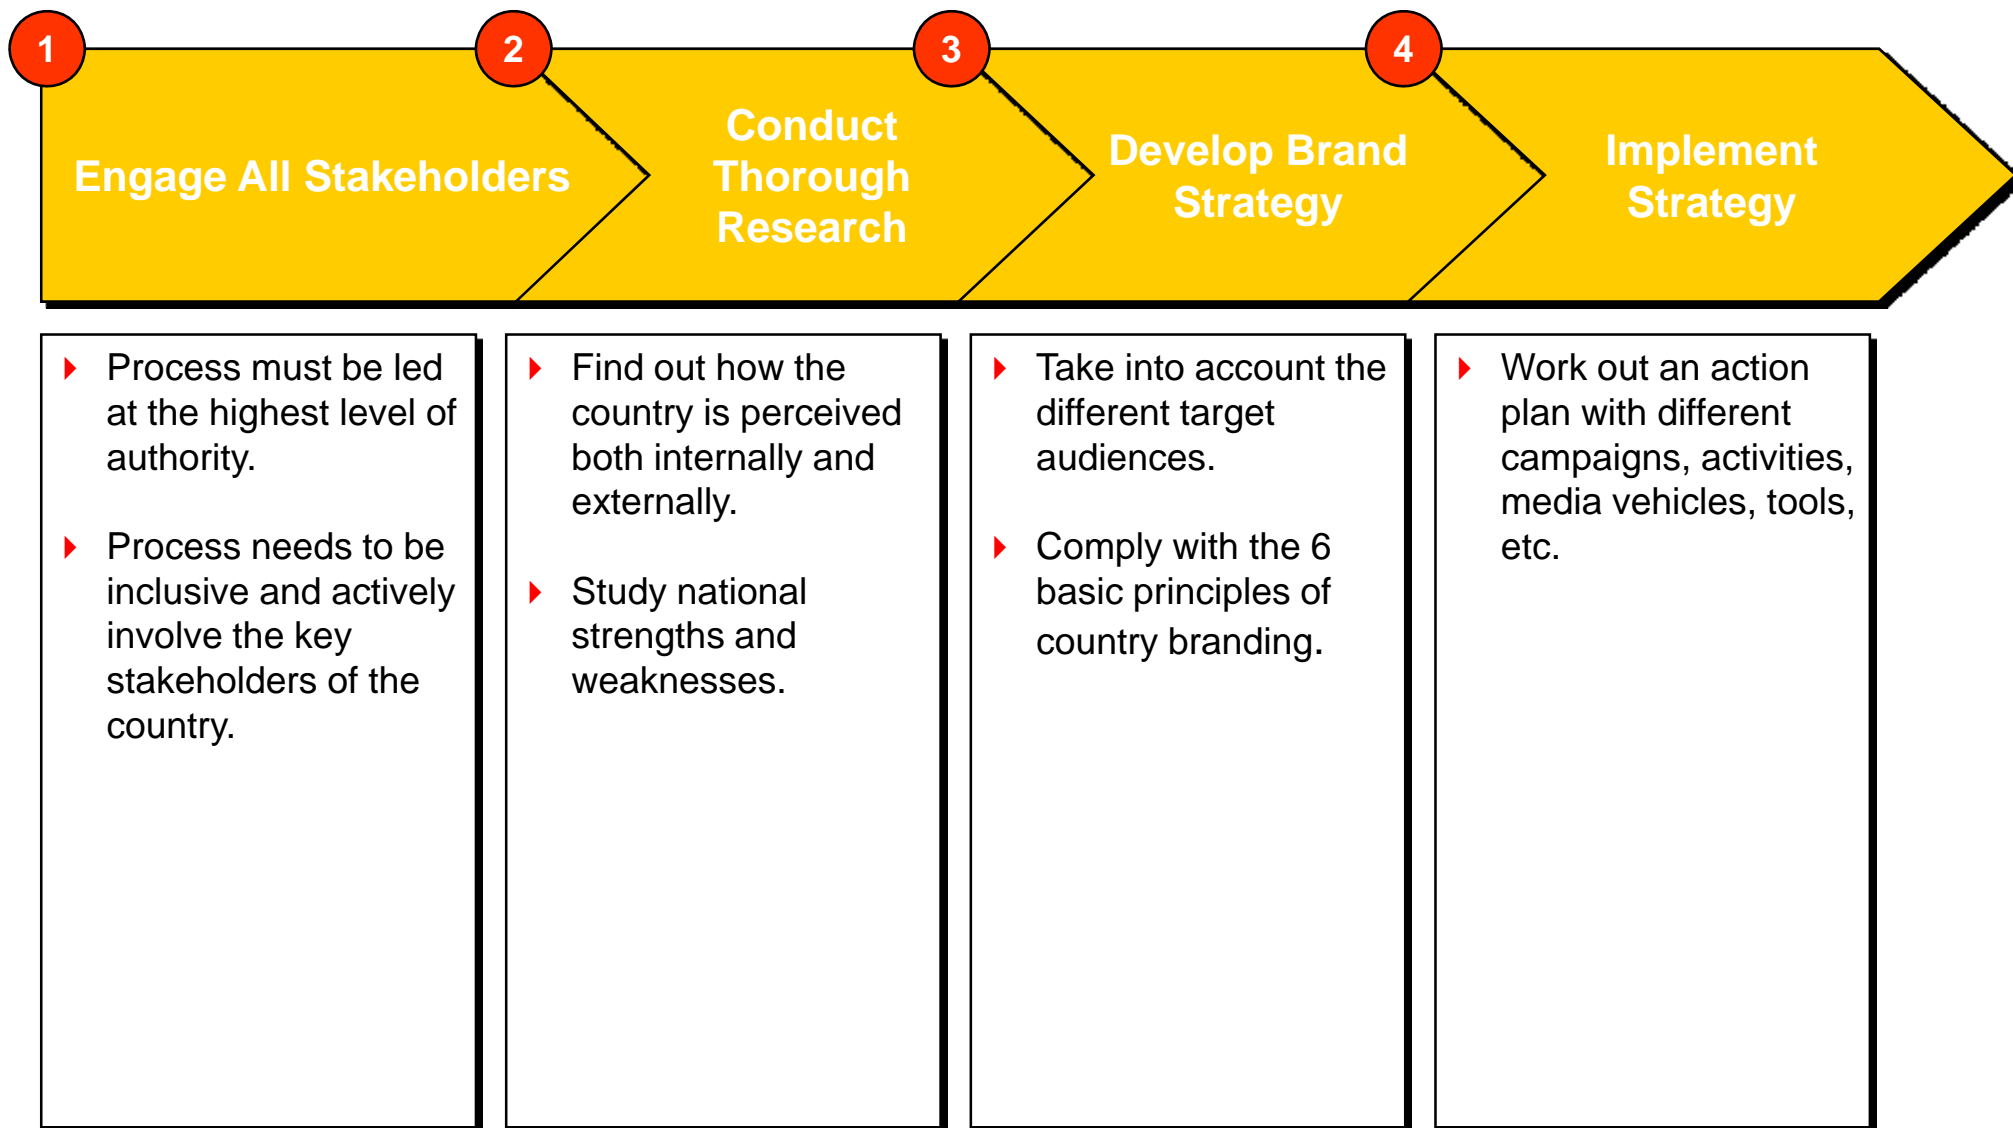 1
2
3
4
Engage All Stakeholders
Conduct
Thorough
Research
Develop Brand
Strategy
Implement
Strategy
Process must be led
at the highest level of
authority.
Process needs to be
inclusive and actively
involve the key
stakeholders of the
country.
Find out how the
country is perceived
both internally and
externally.
Study national
strengths and
weaknesses.
Take into account the
different target
audiences.
Comply with the 6
basic principles of
country branding.
Work out an action
plan with different
campaigns, activities,
media vehicles, tools,
etc.